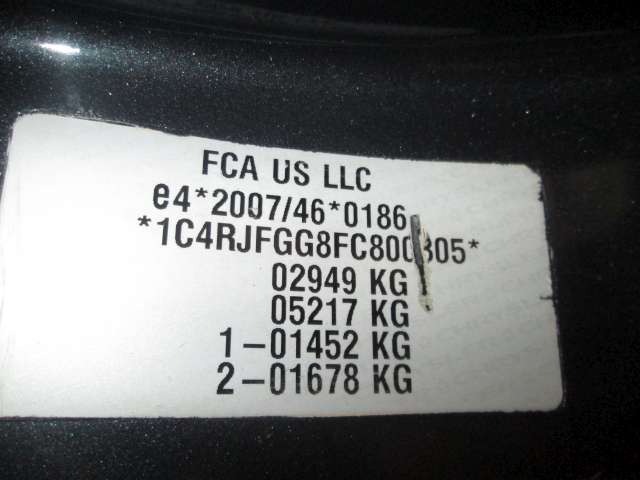 FCA US LLC
e4*2007/46*0186
*1C4RJFGG8FC800305*
02949 KG
05217 KG
1-01452 KG
2-01678 KG